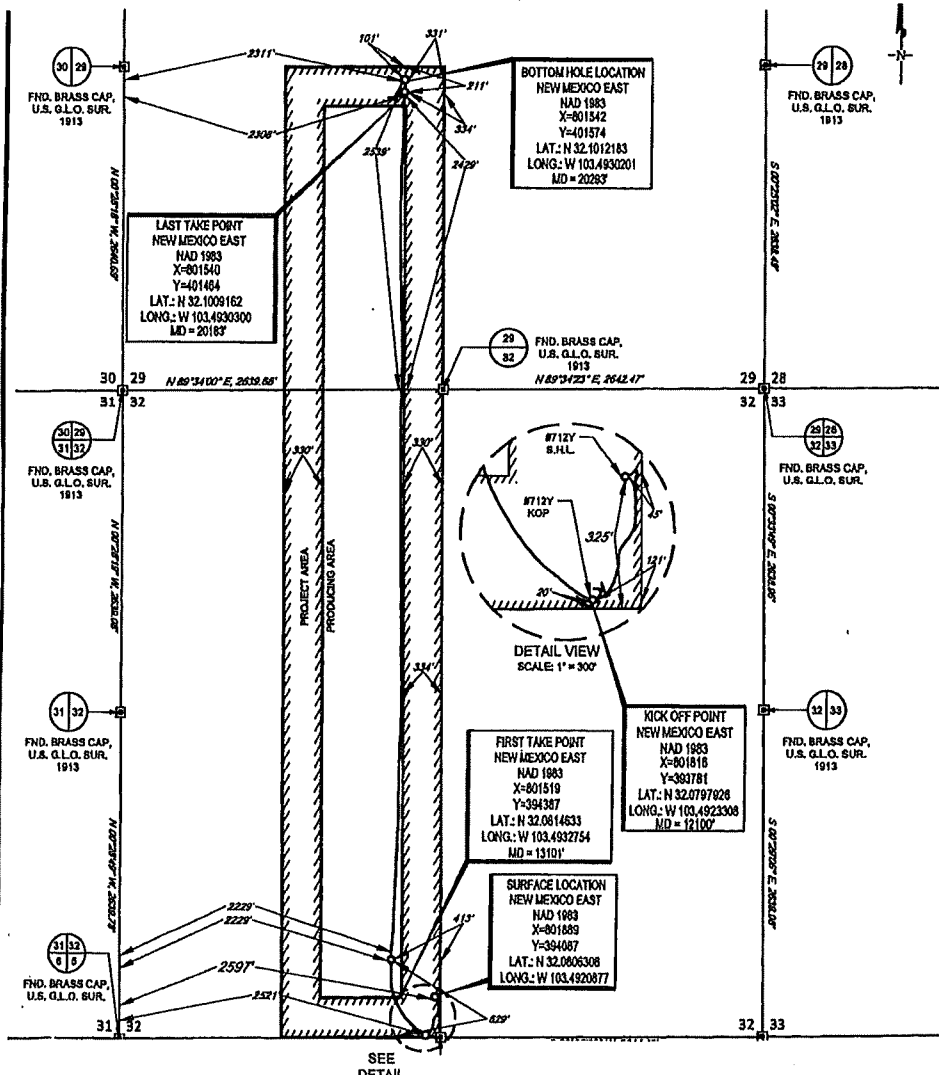 N
30 29
FND. BRASS CAP,
U.S. G.L.O. SUR.
1913
2311'
101'
331'
211'
334'
2308'
2539'
2429'
BOTTOM HOLE LOCATION
NEW MEXICO EAST
NAD 1983
X=801542
Y=401574
LAT.: N 32.1012183
LONG.: W 103.4930201
MD = 20293'
29 28
FND. BRASS CAP,
U.S. G.L.O. SUR.
1913
LAST TAKE POINT
NEW MEXICO EAST
NAD 1983
X=801540
Y=401464
LAT.: N 32.1009162
LONG.: W 103.4930300
MD = 20183'
29
32
FND. BRASS CAP,
U.S. G.L.O. SUR.
1913
30 29
31 32
N 89°34'00" E, 2639.88'
N 89°34'23" E, 2642.47'
29 28
32 33
30 29
31 32
FND. BRASS CAP,
U.S. G.L.O. SUR.
1913
29 28
32 33
FND. BRASS CAP,
U.S. G.L.O. SUR.
330'
330'
PROJECT AREA
PRODUCING AREA
334'
#712Y
S.H.L.
#712Y
KOP
45'
325'
121'
20'
DETAIL VIEW
SCALE: 1" = 300'
31 32
FND. BRASS CAP,
U.S. G.L.O. SUR.
1913
32 33
FND. BRASS CAP,
U.S. G.L.O. SUR.
1913
KICK OFF POINT
NEW MEXICO EAST
NAD 1983
X=801816
Y=393781
LAT.: N 32.0797926
LONG.: W 103.4923308
MD = 12100'
FIRST TAKE POINT
NEW MEXICO EAST
NAD 1983
X=801519
Y=394387
LAT.: N 32.0814633
LONG.: W 103.4932754
MD = 13101'
SURFACE LOCATION
NEW MEXICO EAST
NAD 1983
X=801889
Y=394087
LAT.: N 32.0806306
LONG.: W 103.4920877
2229'
2229'
413'
2597'
2521'
629'
31 32
6 5
FND. BRASS CAP,
U.S. G.L.O. SUR.
31 32
32 33
SEE
DETAIL